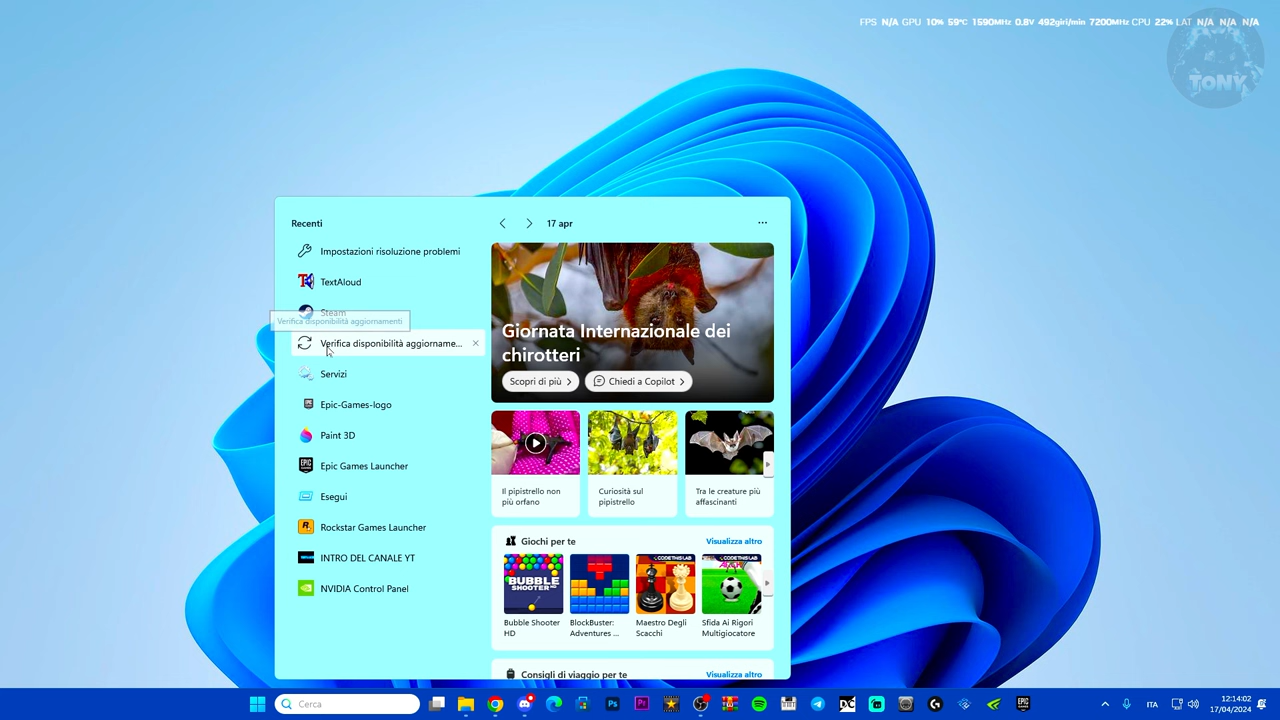 FPS N/A GPU 10% 59°C 1590MHz 0.8V 492giri/min 7200MHz CPU 22% LAT N/A N/A N/A
TONY
Recenti
17 apr
Impostazioni risoluzione problemi
TextAloud
Steam
Verifica disponibilità aggiornamenti
Verifica disponibilità aggiorname...
Servizi
Epic-Games-logo
Paint 3D
Epic Games Launcher
Esegui
Rockstar Games Launcher
INTRO DEL CANALE YT
NVIDIA Control Panel
Giornata Internazionale dei
chirotteri
Scopri di più
Chiedi a Copilot
Il pipistrello non
più orfano
Curiosità sul
pipistrello
Tra le creature più
affascinanti
Giochi per te
Visualizza altro
BUBBLE
SHOOTER
CODETHISLAB
CODETHISLAB
Bubble Shooter
HD
BlockBuster:
Adventures ...
Maestro Degli
Scacchi
Sfida Ai Rigori
Multigiocatore
Consigli di viaggio per te
Visualizza altro
Cerca
Ps
Pr
EPIC
ITA
12:14:02
17/04/2024